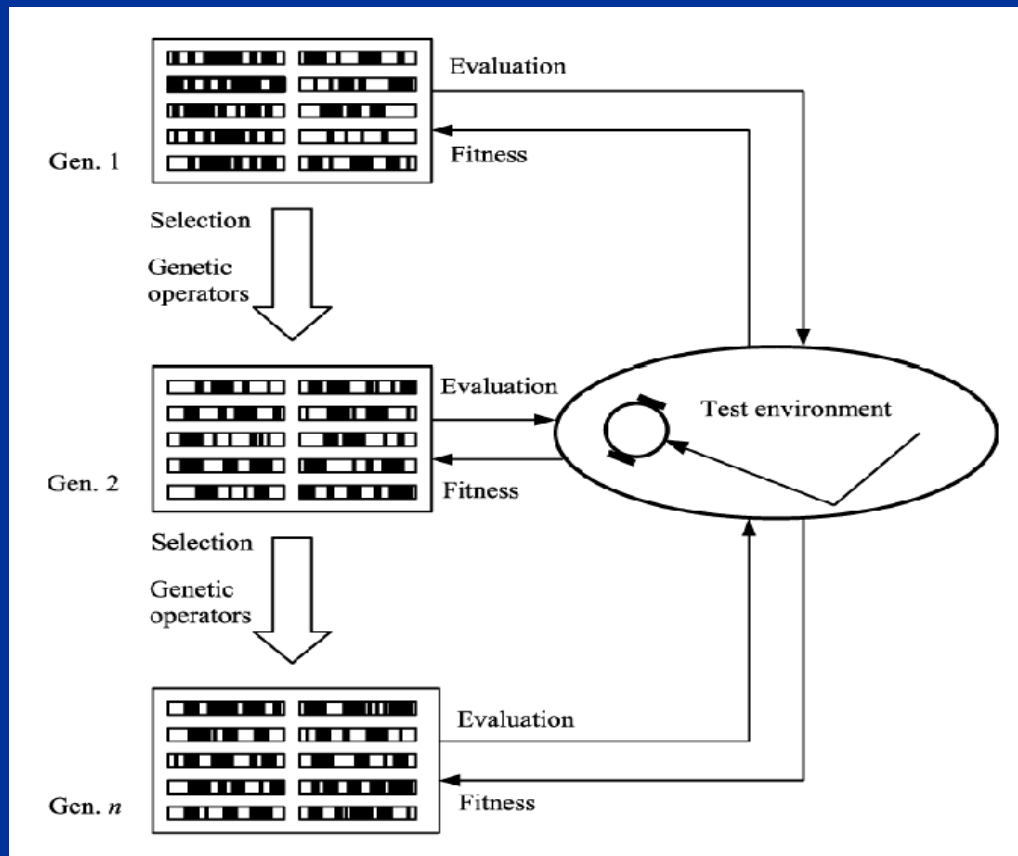 Evaluation
Fitness
Gen. 1
Selection
Genetic
operators
Evaluation
Test environment
Fitness
Gen. 2
Selection
Genetic
operators
Evaluation
Fitness
Gen. n